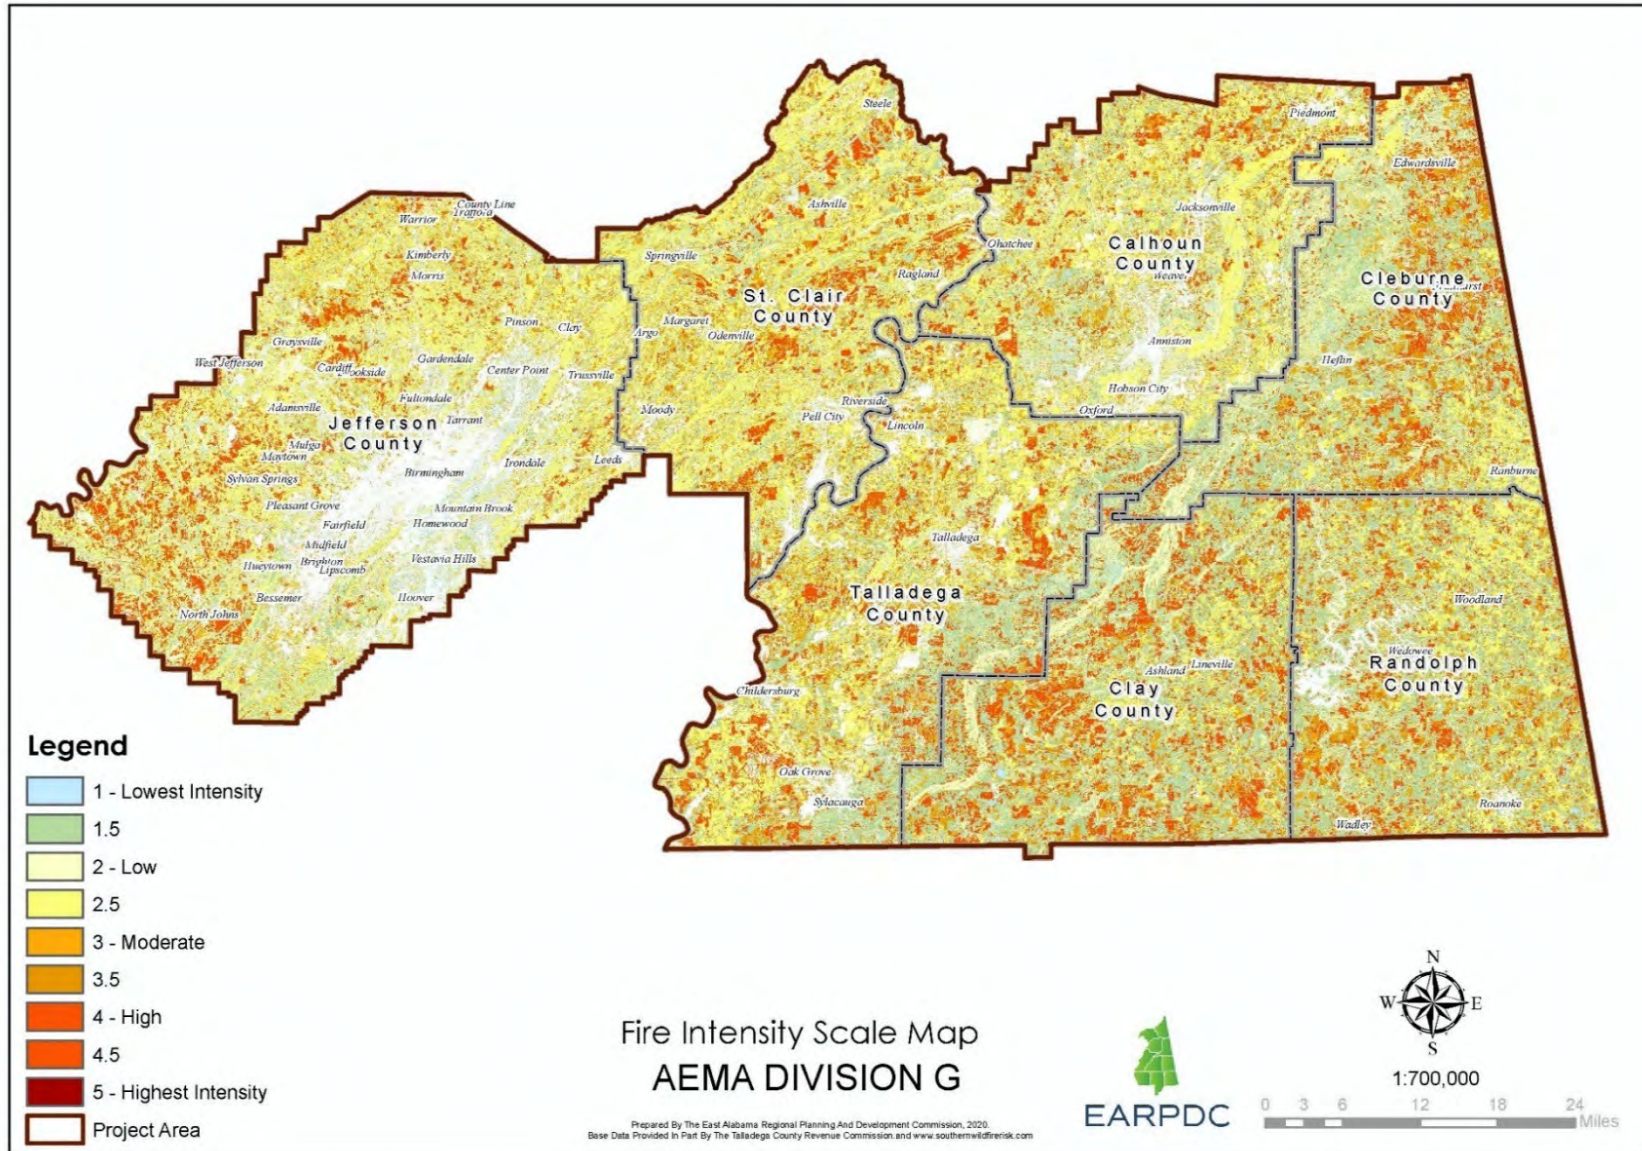 Steele
Piedmont
Edwardsville
County Line
Trafford
Warrior
Ashville
Jacksonville
Kimberly
Springville
Ohatchee
Calhoun
County
Weaver
Morris
Ragland
Cleburne
County
St. Clair
County
Pinson
Clay
Margaret
Argo
Odenville
Graysville
Anniston
West Jefferson
Cardiff
Gardendale
Center Point
Trussville
Heflin
Hobson City
Fultondale
Riverside
Adamsville
Moody
Pell City
Oxford
Jefferson
County
Tarrant
Lincoln
Mulga
Maytown
Leeds
Irondale
Birmingham
Ranburne
Sylvan Springs
Pleasant Grove
Mountain Brook
Fairfield
Homewood
Talladega
Midfield
Brighton
Lipscomb
Vestavia Hills
Hueytown
Bessemer
Hoover
Talladega
County
Woodland
North Johns
Wedowee
Randolph
County
Ashland
Lineville
Clay
County
Childersburg
Oak Grove
Sylacauga
Roanoke
Wadley
Legend
1 - Lowest Intensity
1.5
2 - Low
2.5
3 - Moderate
3.5
4 - High
4.5
5 - Highest Intensity
Project Area
Fire Intensity Scale Map
AEMA DIVISION G
Prepared By The East Alabama Regional Planning And Development Commission, 2020.
Base Data Provided In Part By The Talladega County Revenue Commission and www.southernwildfirerisk.com
EARPDC
N
W
E
S
1:700,000
0 3 6 12 18 24
Miles